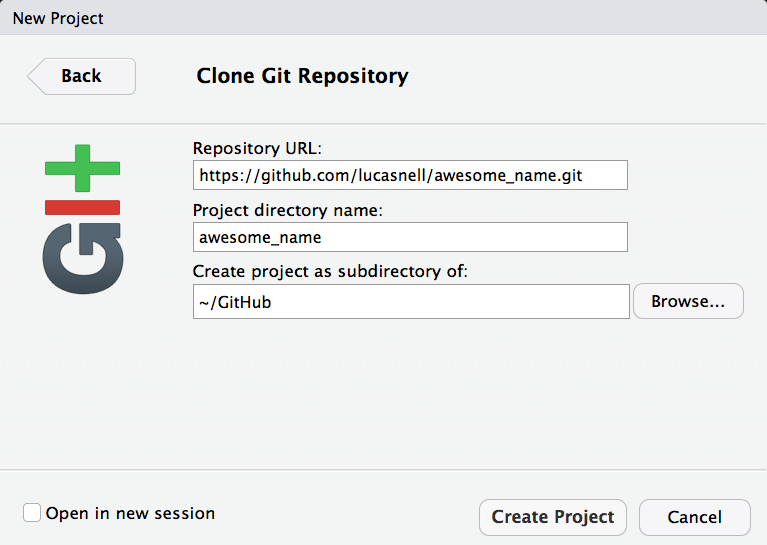 New Project
Back
Clone Git Repository
Repository URL:
https://github.com/lucasnell/awesome_name.git
Project directory name:
awesome_name
Create project as subdirectory of:
~/GitHub
Browse...
git
Open in new session
Create Project
Cancel